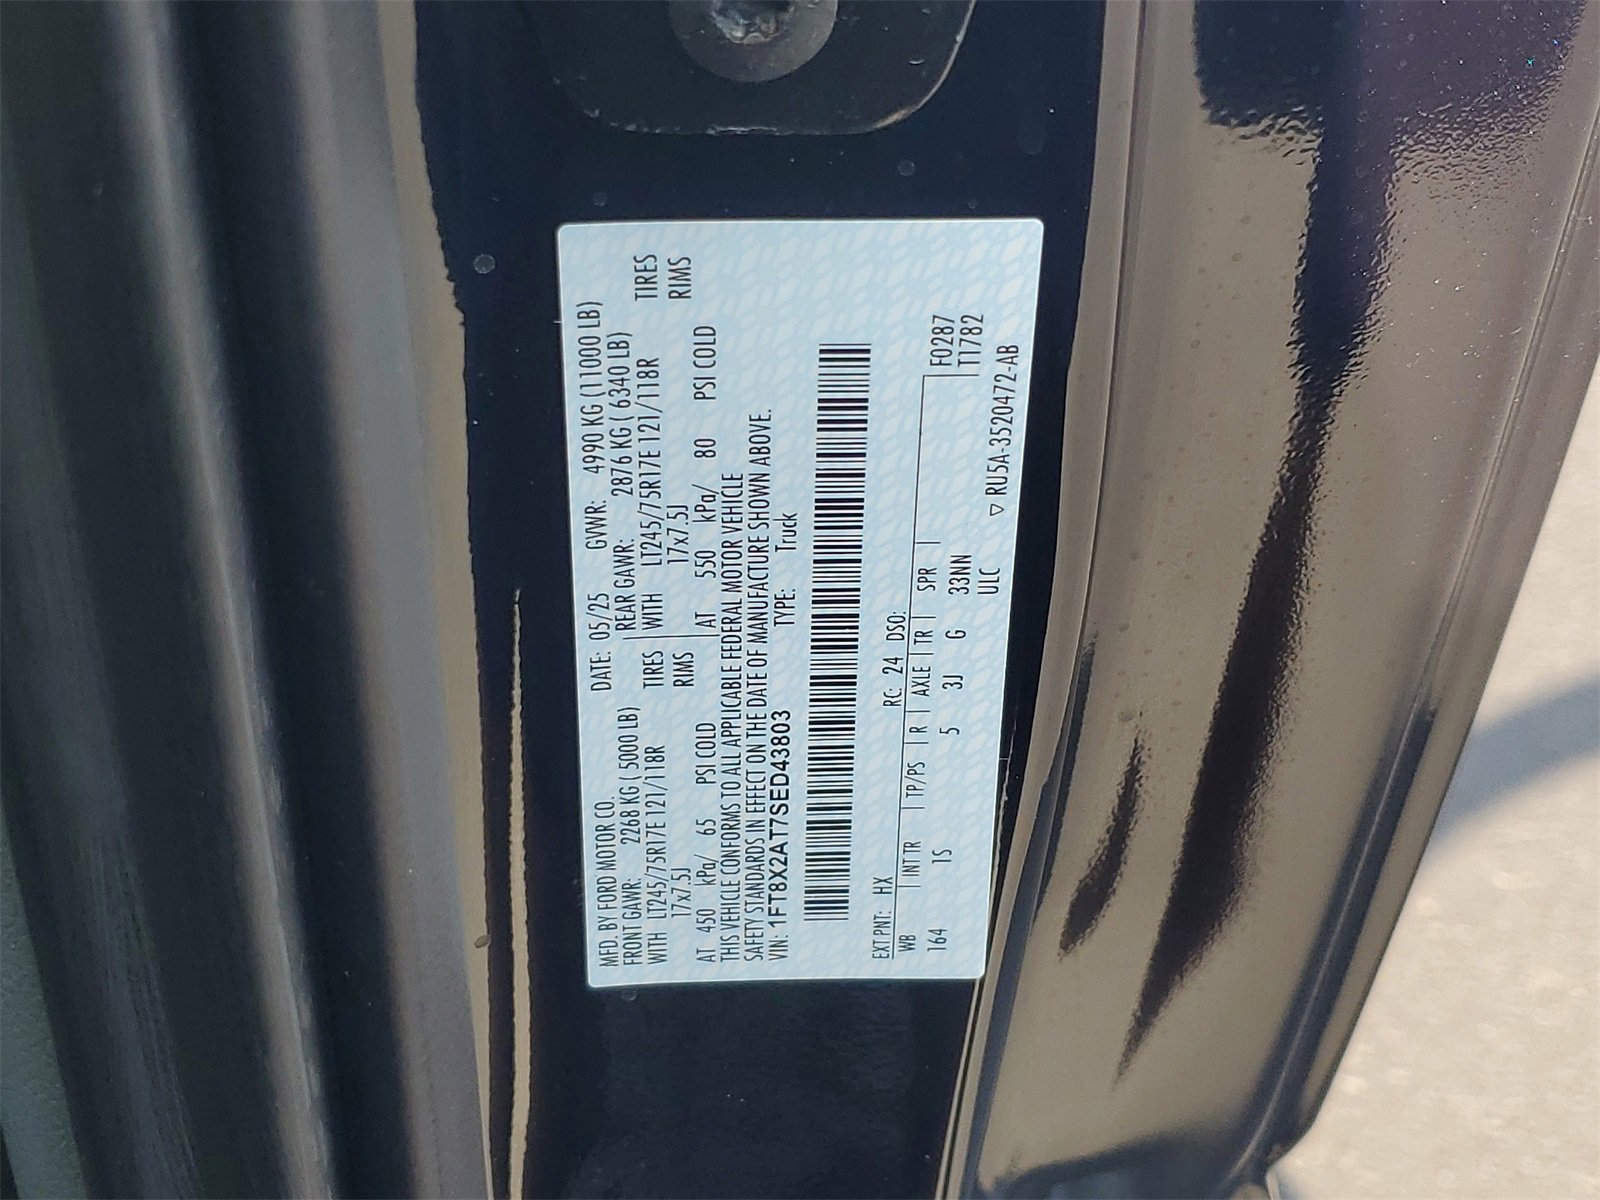 MFD. BY FORD MOTOR CO. DATE: 05/25 GVWR: 4990 KG (11000 LB)
FRONT GAWR: 2268 KG ( 5000 LB) REAR GAWR: 2876 KG ( 6340 LB)
WITH LT245/75R17E 121/118R TIRES WITH LT245/75R17E 121/118R TIRES
17x7.5J RIMS 17x7.5J RIMS
AT 450 kPa/ 65 PSI COLD AT 550 kPa/ 80 PSI COLD
THIS VEHICLE CONFORMS TO ALL APPLICABLE FEDERAL MOTOR VEHICLE
SAFETY STANDARDS IN EFFECT ON THE DATE OF MANUFACTURE SHOWN ABOVE.
VIN: 1FT8X2AT7SED43803 TYPE: Truck
EXT PNT: HX RC: 24 DSO:
WB INT TR TP/PS R AXLE TR SPR F0287
164 1S 5 3J G 33NN T1782
ULC
▽ RU5A-3520472-AB